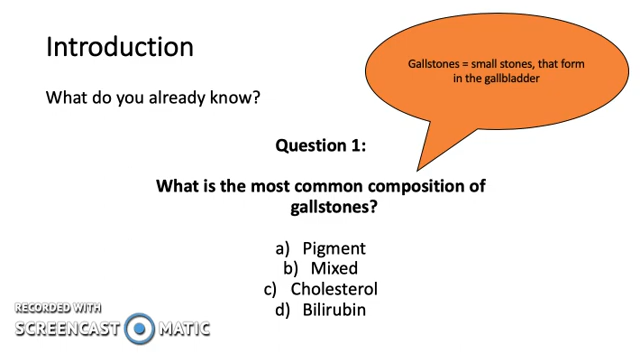 Introduction
Gallstones = small stones, that form
in the gallbladder
What do you already know?
Question 1:
What is the most common composition of
gallstones?
a) Pigment
b) Mixed
c) Cholesterol
d) Bilirubin
RECORDED WITH
SCREENCAST MATIC